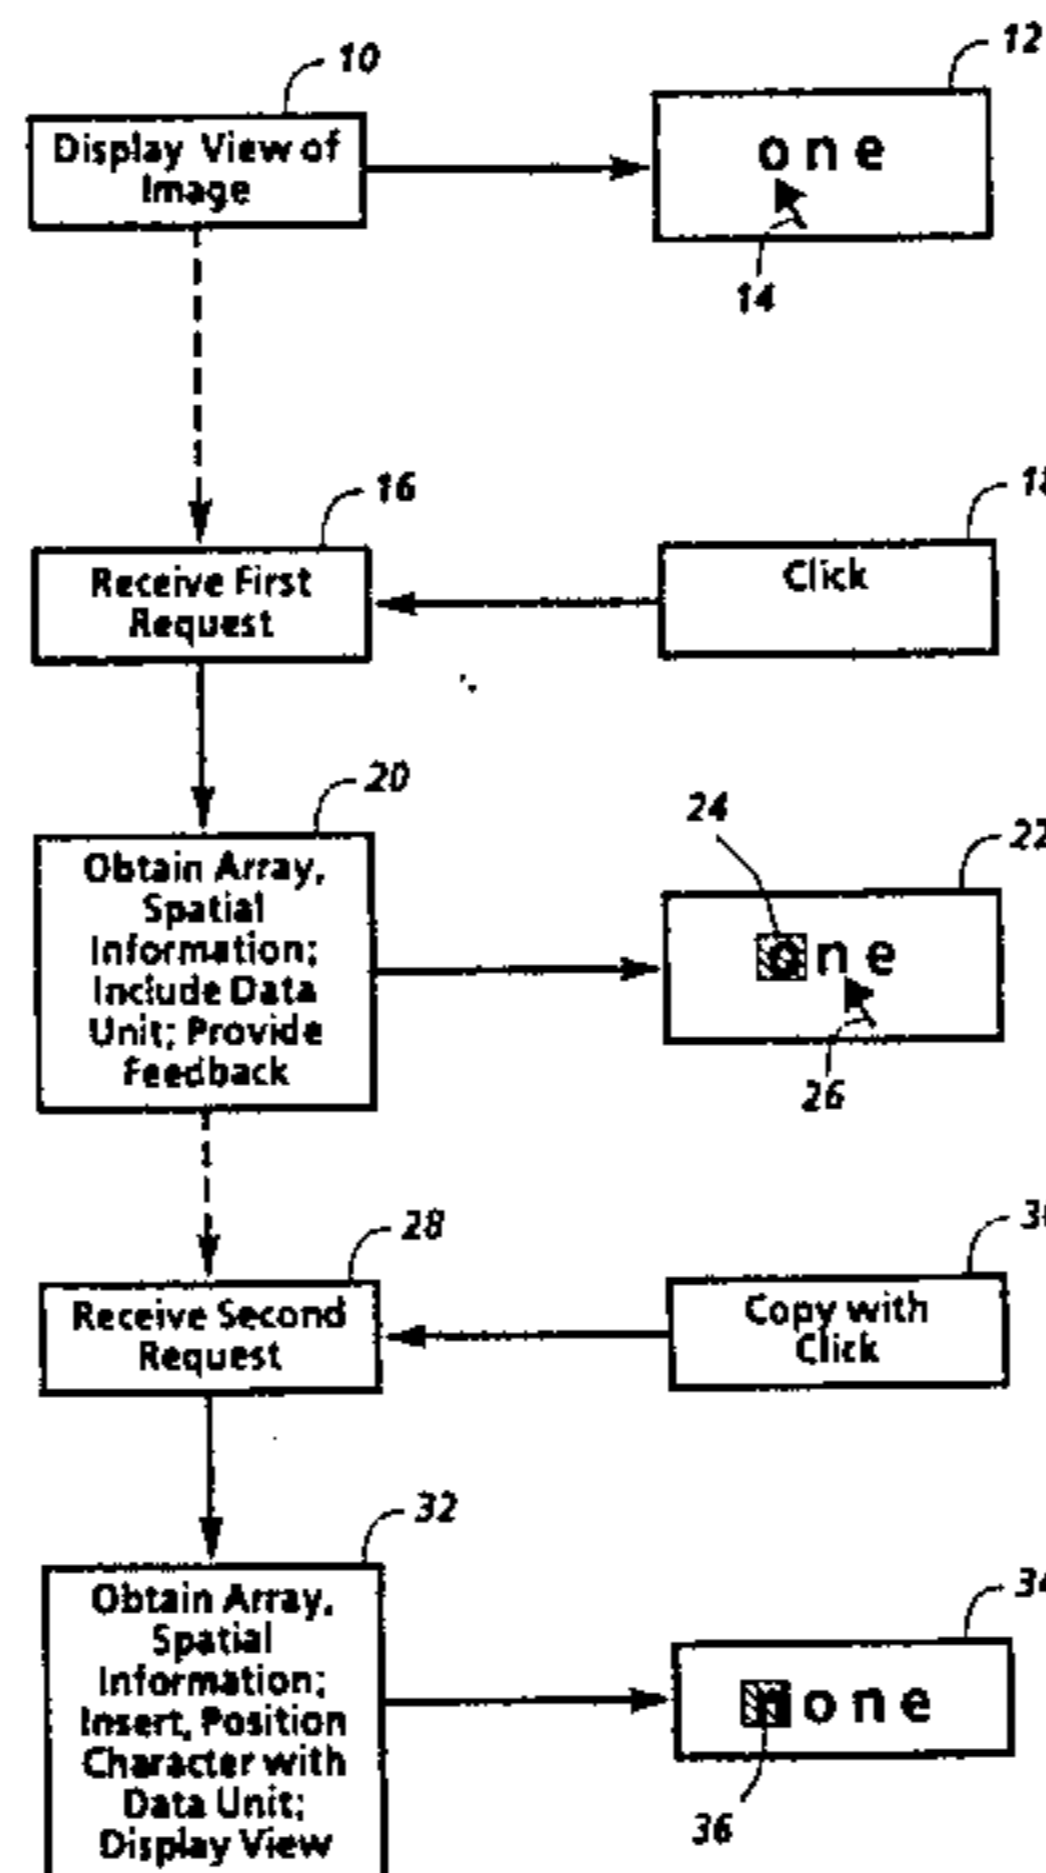 10
12
Display View of
Image
one
14
16
Receive First
Request
Click
20
24
22
Obtain Array,
Spatial
Information;
Include Data
Unit; Provide
Feedback
one
26
28
Receive Second
Request
Copy with
Click
32
Obtain Array,
Spatial
Information;
Insert, Position
Character with
Data Unit;
Display View
none
36